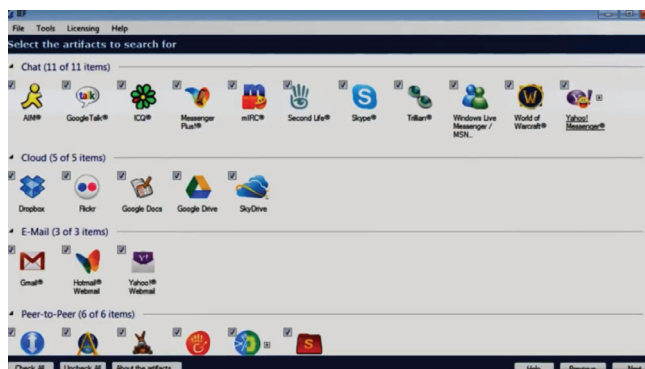 IEF
File Tools Licensing Help
Select the artifacts to search for
Chat (11 of 11 items)
talk
AIM® Google Talk® ICQ® Messenger Plus!® mIRC® Second Life® Skype® Trillian® Windows Live Messenger / MSN... World of Warcraft® Yahoo! Messenger®
Cloud (5 of 5 items)
Dropbox Flickr Google Docs Google Drive SkyDrive
E-Mail (3 of 3 items)
Gmail® Hotmail® Webmail Yahoo!® Webmail
Peer-to-Peer (6 of 6 items)
Check All Uncheck All About the artifacts Help Previous Next